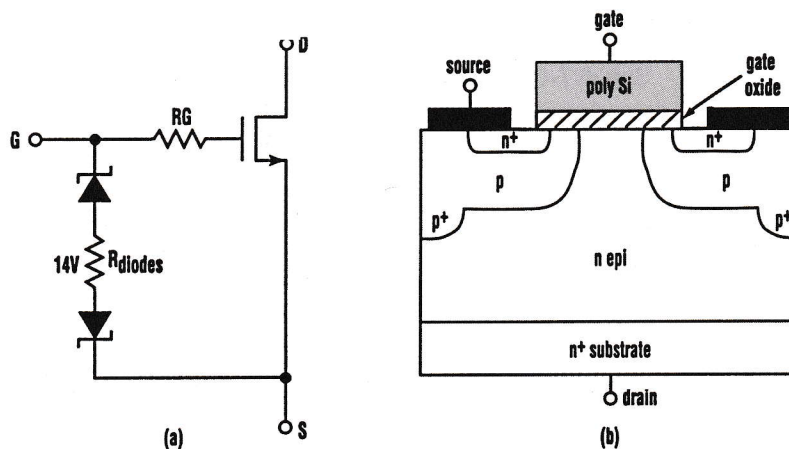 D
G
RG
14V
Rdiodes
S
(a)
gate
source
gate
oxide
poly Si
n+
n+
p
p
p+
p+
n epi
n+ substrate
drain
(b)